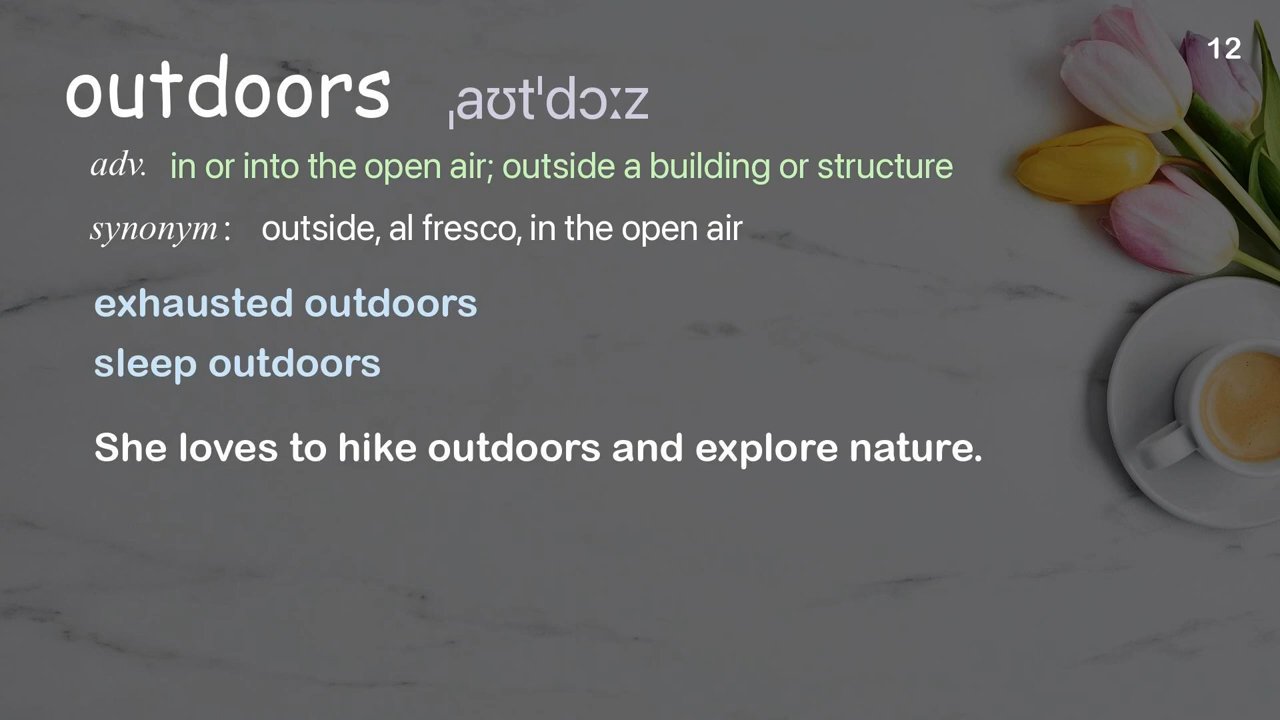 12
outdoors ˌaʊtˈdɔːz
adv. in or into the open air; outside a building or structure
synonym: outside, al fresco, in the open air
exhausted outdoors
sleep outdoors
She loves to hike outdoors and explore nature.